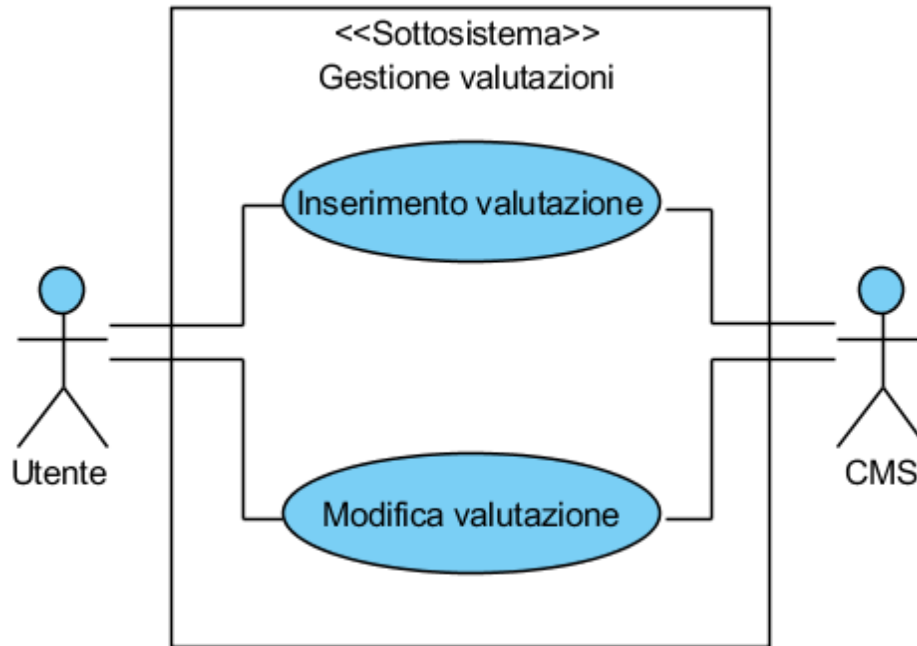 <<Sottosistema>>
Gestione valutazioni
Inserimento valutazione
Utente
CMS
Modifica valutazione